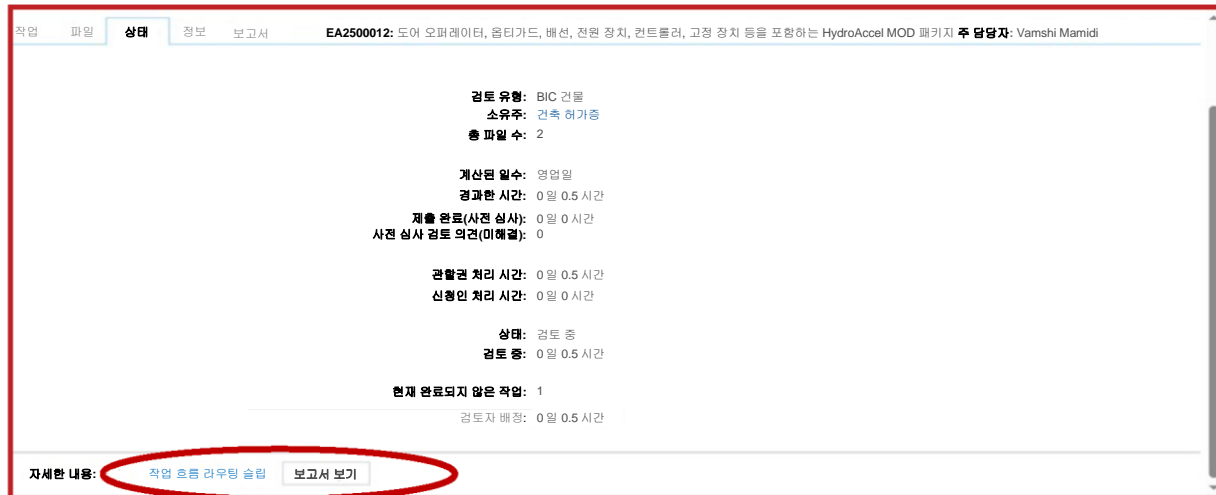 작업 파일 상태 정보 보고서 EA2500012: 도어 오퍼레이터, 옵티가드, 배선, 전원 장치, 컨트롤러, 고정 장치 등을 포함하는 HydroAccel MOD 패키지 주 담당자: Vamshi Mamidi
검토 유형: BIC 건물
소유주: 건축 허가증
총 파일 수: 2
계산된 일수: 영업일
경과한 시간: 0 일 0.5 시간
제출 완료(사전 심사): 0 일 0 시간
사전 심사 검토 의견(미해결): 0
관할권 처리 시간: 0 일 0.5 시간
신청인 처리 시간: 0 일 0 시간
상태: 검토 중
검토 중: 0 일 0.5 시간
현재 완료되지 않은 작업: 1
검토자 배정: 0 일 0.5 시간
자세한 내용: 작업 흐름 라우팅 슬립 보고서 보기